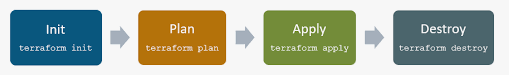 Init
terraform init
Plan
terraform plan
Apply
terraform apply
Destroy
terraform destroy